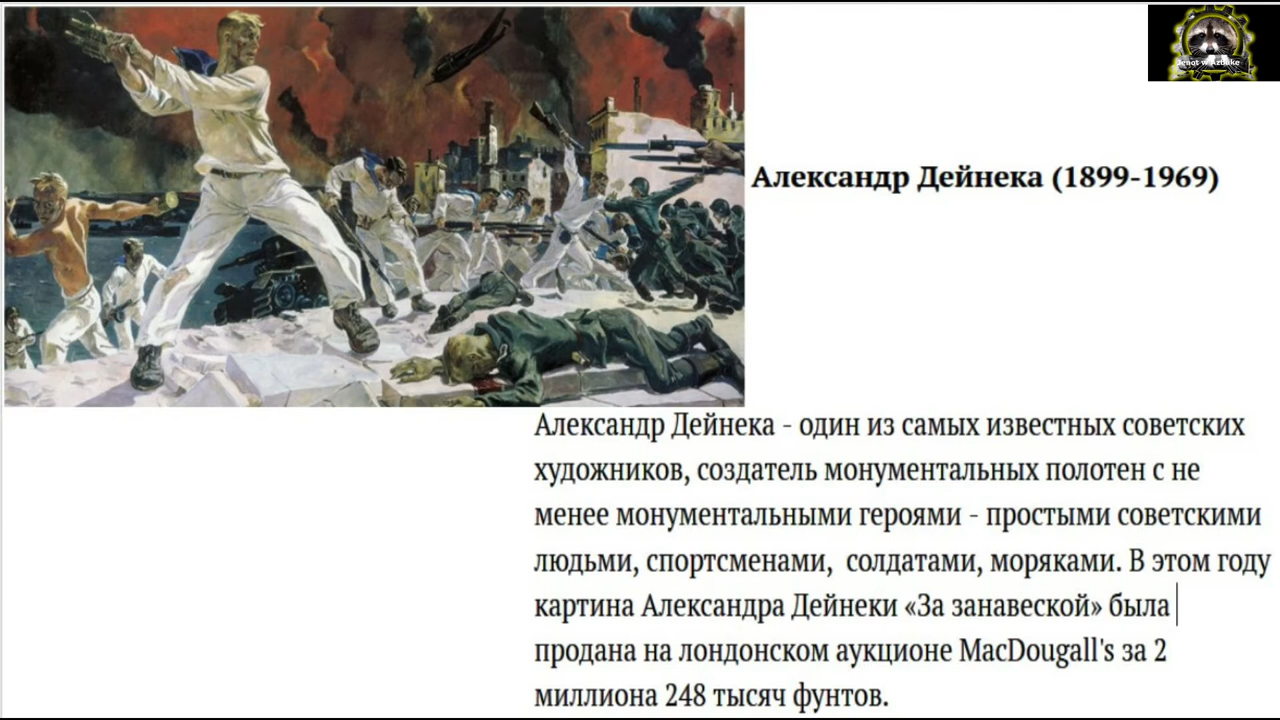 Jenot w Azbuke
Александр Дейнека (1899-1969)
Александр Дейнека - один из самых известных советских
художников, создатель монументальных полотен с не
менее монументальными героями - простыми советскими
людьми, спортсменами, солдатами, моряками. В этом году
картина Александра Дейнеки «За занавеской» была
продана на лондонском аукционе MacDougall's за 2
миллиона 248 тысяч фунтов.